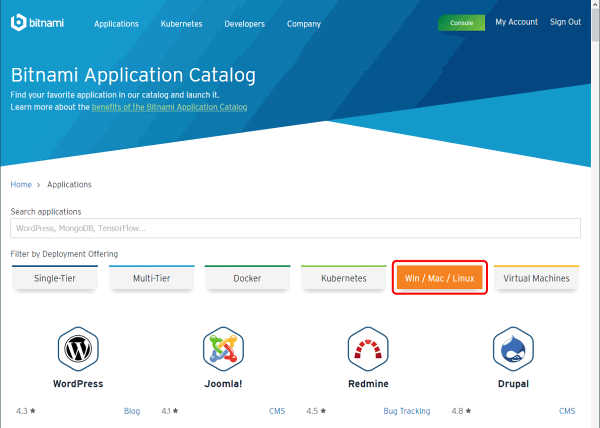 bitnami Applications Kubernetes Developers Company Console My Account Sign Out
Bitnami Application Catalog
Find your favorite application in our catalog and launch it.
Learn more about the benefits of the Bitnami Application Catalog
Home › Applications
Search applications
WordPress, MongoDB, TensorFlow...
Filter by Deployment Offering
Single-Tier Multi-Tier Docker Kubernetes Win / Mac / Linux Virtual Machines
WordPress Joomla! Redmine Drupal
4.3 ★ Blog 4.1 ★ CMS 4.5 ★ Bug Tracking 4.8 ★ CMS